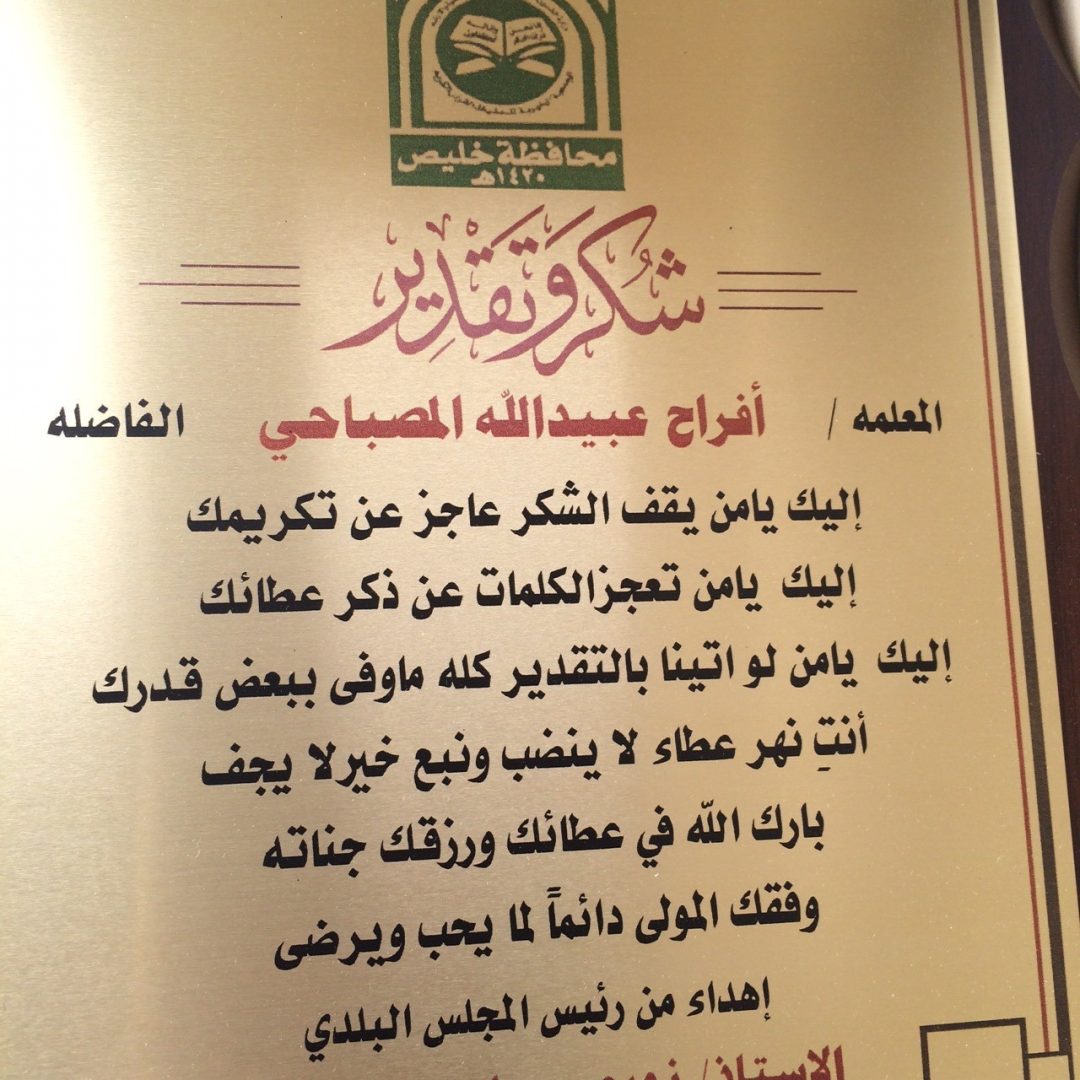 محافظة خليص
١٤٢٠هـ
شكر وتقدير
المعلمه / أفراح عبيدالله المصباحي الفاضله
إليك يامن يقف الشكر عاجز عن تكريمك
إليك يامن تعجزالكلمات عن ذكر عطائك
إليك يامن لو اتينا بالتقدير كله ماوفى ببعض قدرك
أنتِ نهر عطاء لا ينضب ونبع خيرلا يجف
بارك الله في عطائك ورزقك جناته
وفقك المولى دائماً لما يحب ويرضى
إهداء من رئيس المجلس البلدي
الاستاذ/